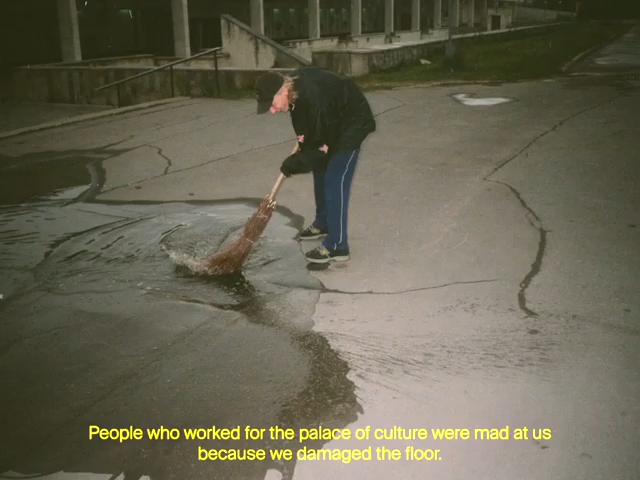 People who worked for the palace of culture were mad at us
because we damaged the floor.